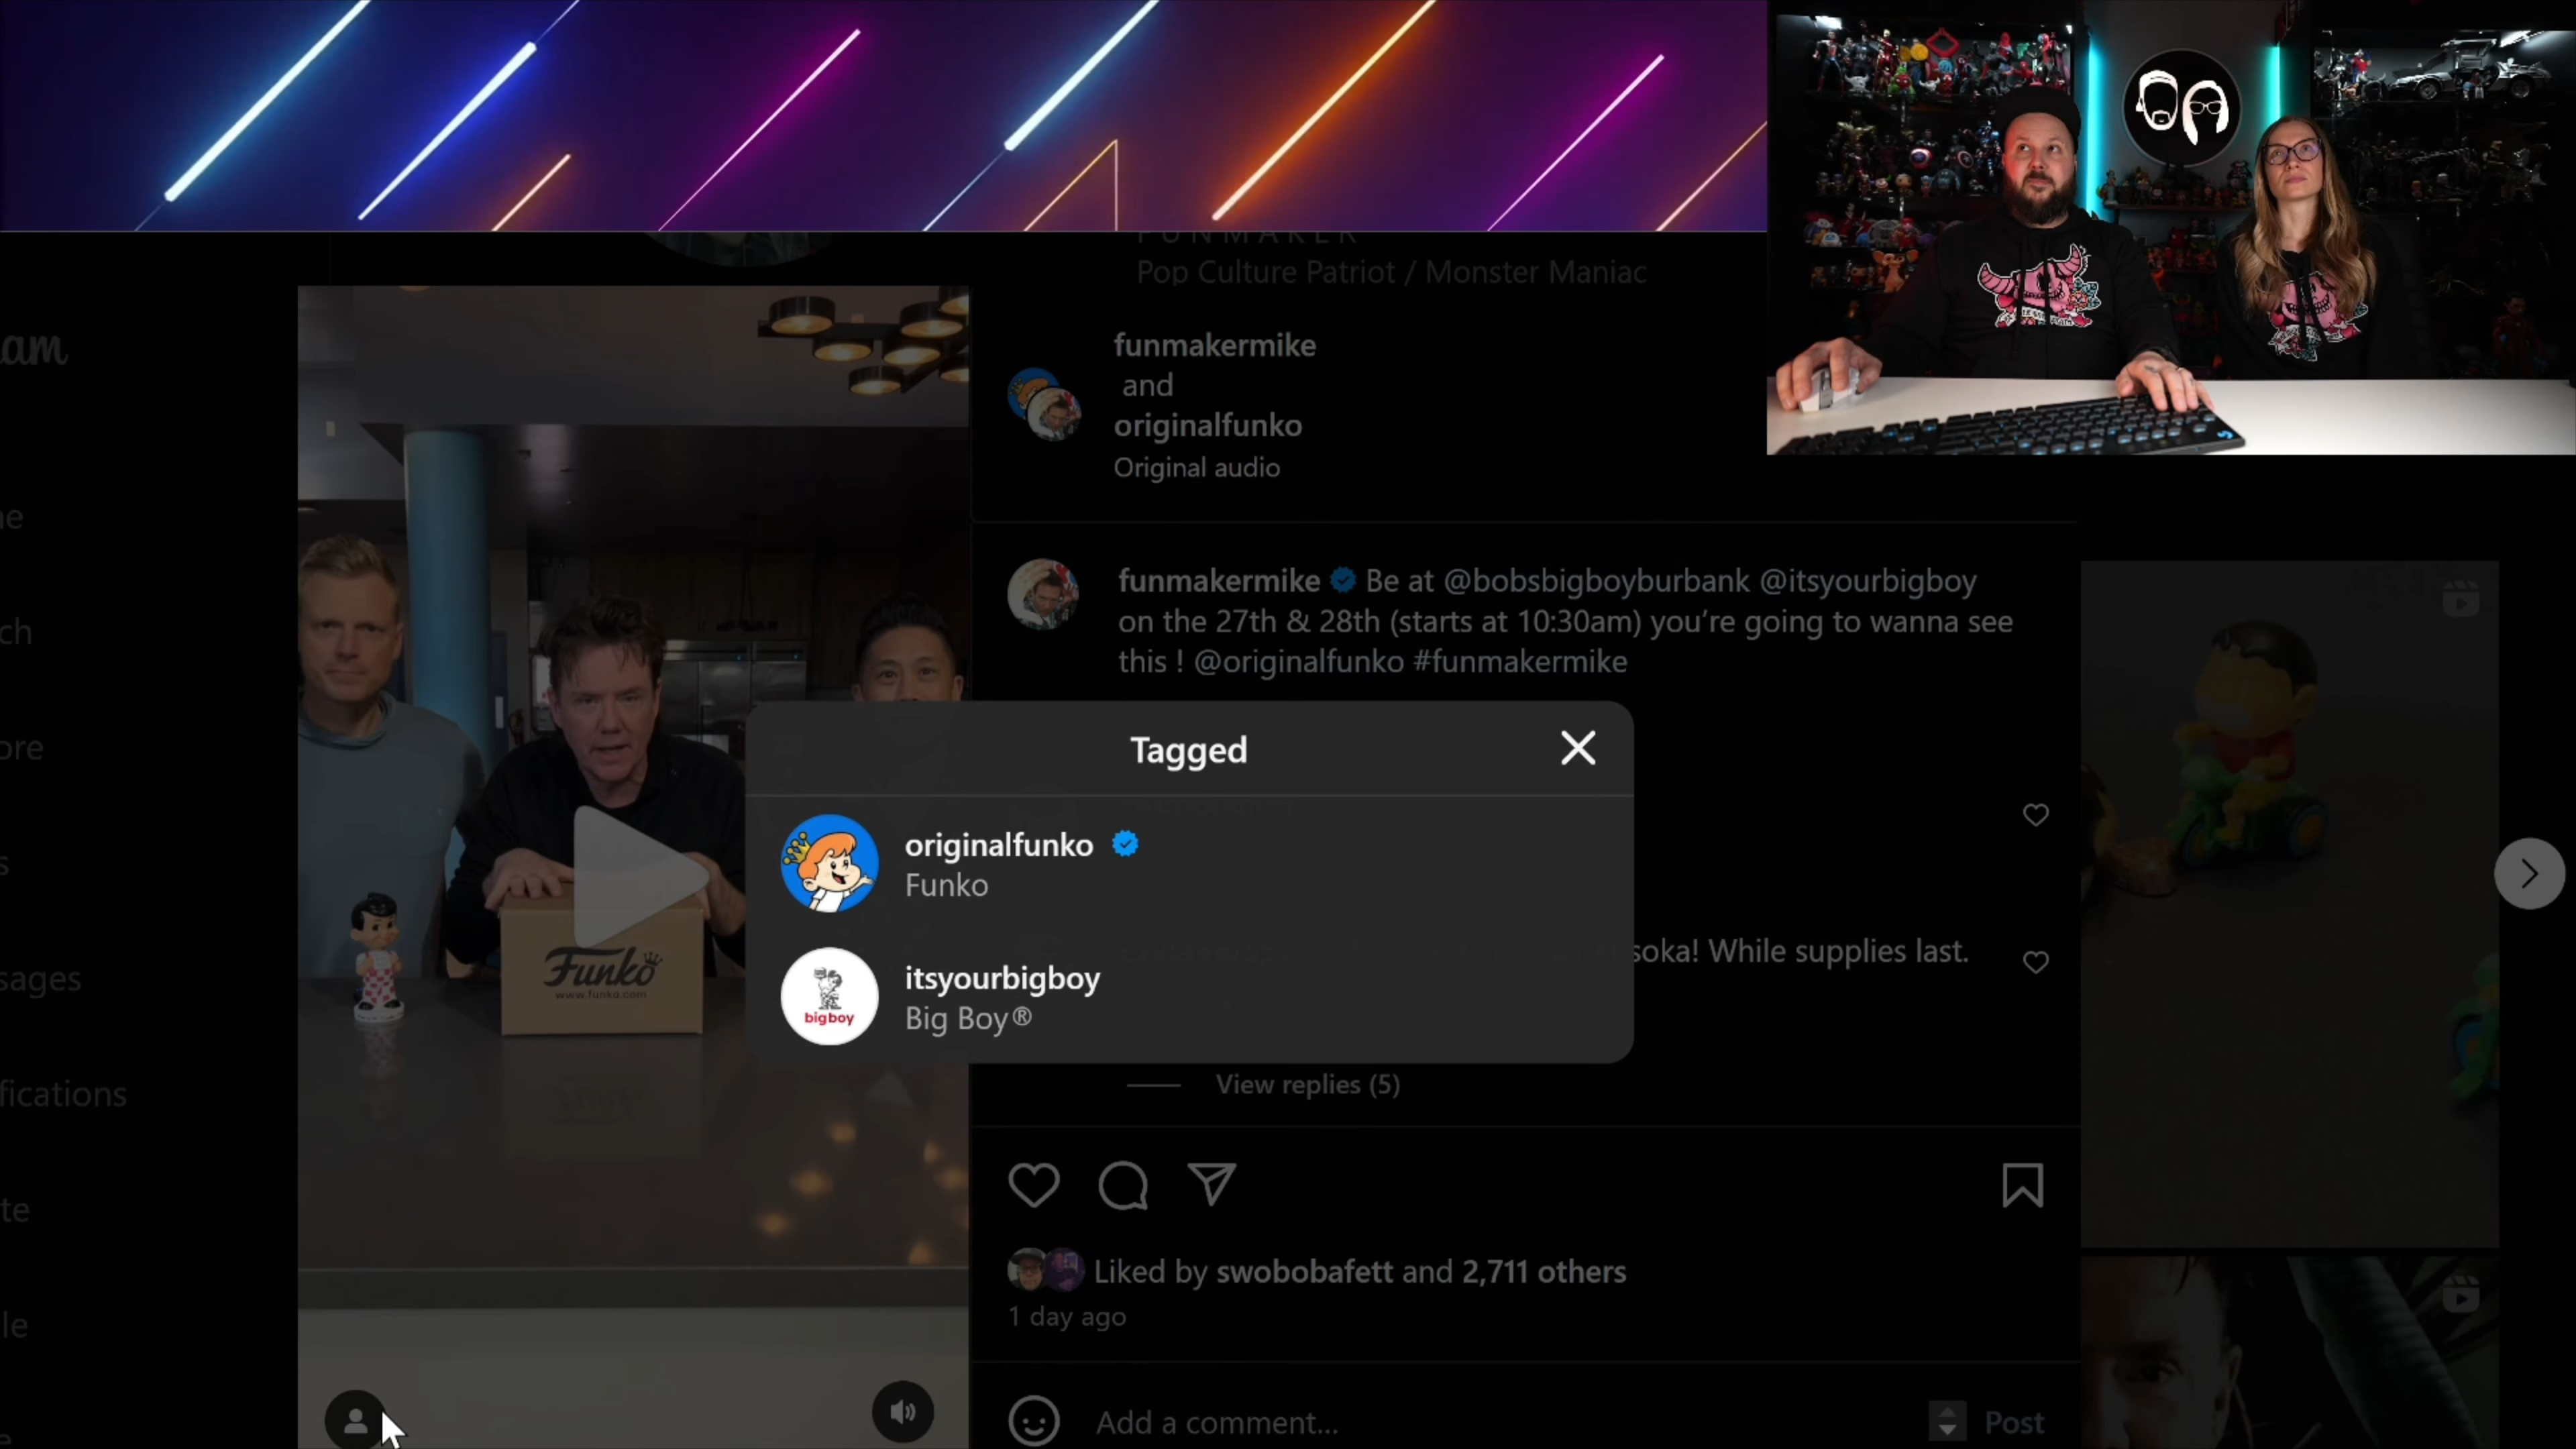 FUNMAKER
Pop Culture Patriot / Monster Maniac
am
funmakermike
and
originalfunko
Original audio
e
ch
ore
s
sages
fications
te
le
e
funmakermike Be at @bobsbigboyburbank @itsyourbigboy
on the 27th & 28th (starts at 10:30am) you’re going to wanna see
this ! @originalfunko #funmakermike
Tagged
originalfunko
Funko
itsyourbigboy
Big Boy®
bigboy
Funko
www.funko.com
soka! While supplies last.
View replies (5)
Liked by swobobafett and 2,711 others
1 day ago
Add a comment...
Post